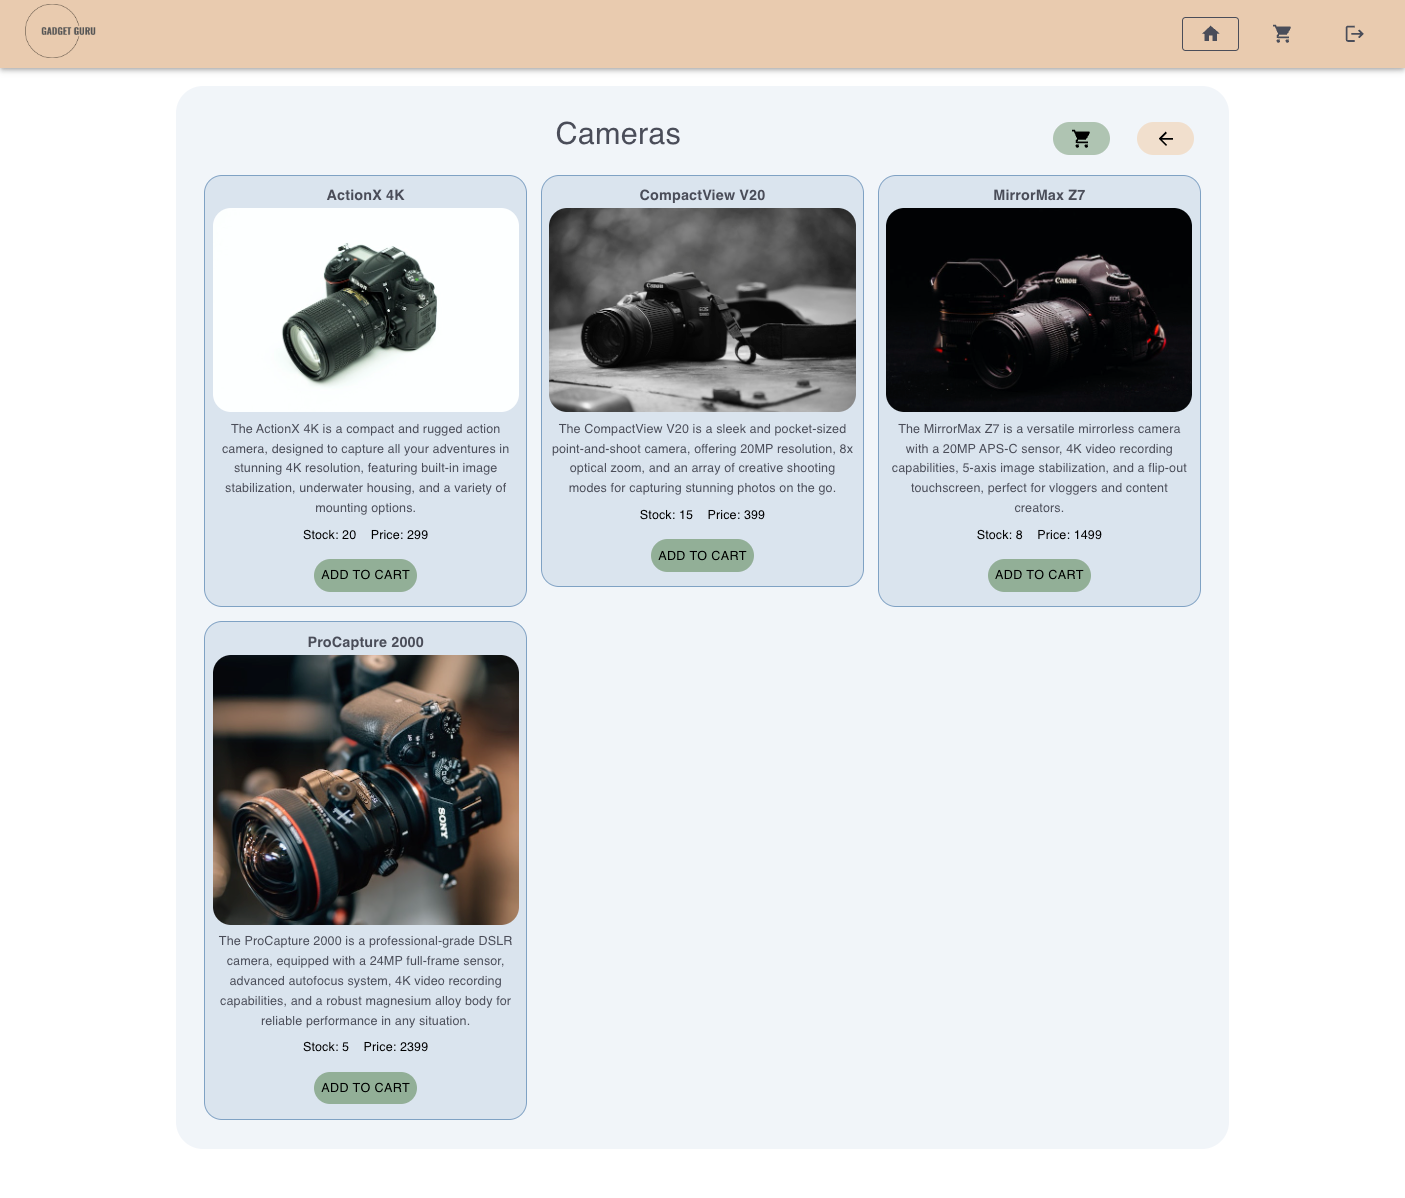 GADGET GURU
Cameras
ActionX 4K
The ActionX 4K is a compact and rugged action
camera, designed to capture all your adventures in
stunning 4K resolution, featuring built-in image
stabilization, underwater housing, and a variety of
mounting options.
Stock: 20 Price: 299
ADD TO CART
CompactView V20
Canon
The CompactView V20 is a sleek and pocket-sized
point-and-shoot camera, offering 20MP resolution, 8x
optical zoom, and an array of creative shooting
modes for capturing stunning photos on the go.
Stock: 15 Price: 399
ADD TO CART
MirrorMax Z7
Canon
EOS
The MirrorMax Z7 is a versatile mirrorless camera
with a 20MP APS-C sensor, 4K video recording
capabilities, 5-axis image stabilization, and a flip-out
touchscreen, perfect for vloggers and content
creators.
Stock: 8 Price: 1499
ADD TO CART
ProCapture 2000
SONY
The ProCapture 2000 is a professional-grade DSLR
camera, equipped with a 24MP full-frame sensor,
advanced autofocus system, 4K video recording
capabilities, and a robust magnesium alloy body for
reliable performance in any situation.
Stock: 5 Price: 2399
ADD TO CART